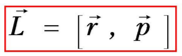 L⃗ = [r⃗ , p⃗]